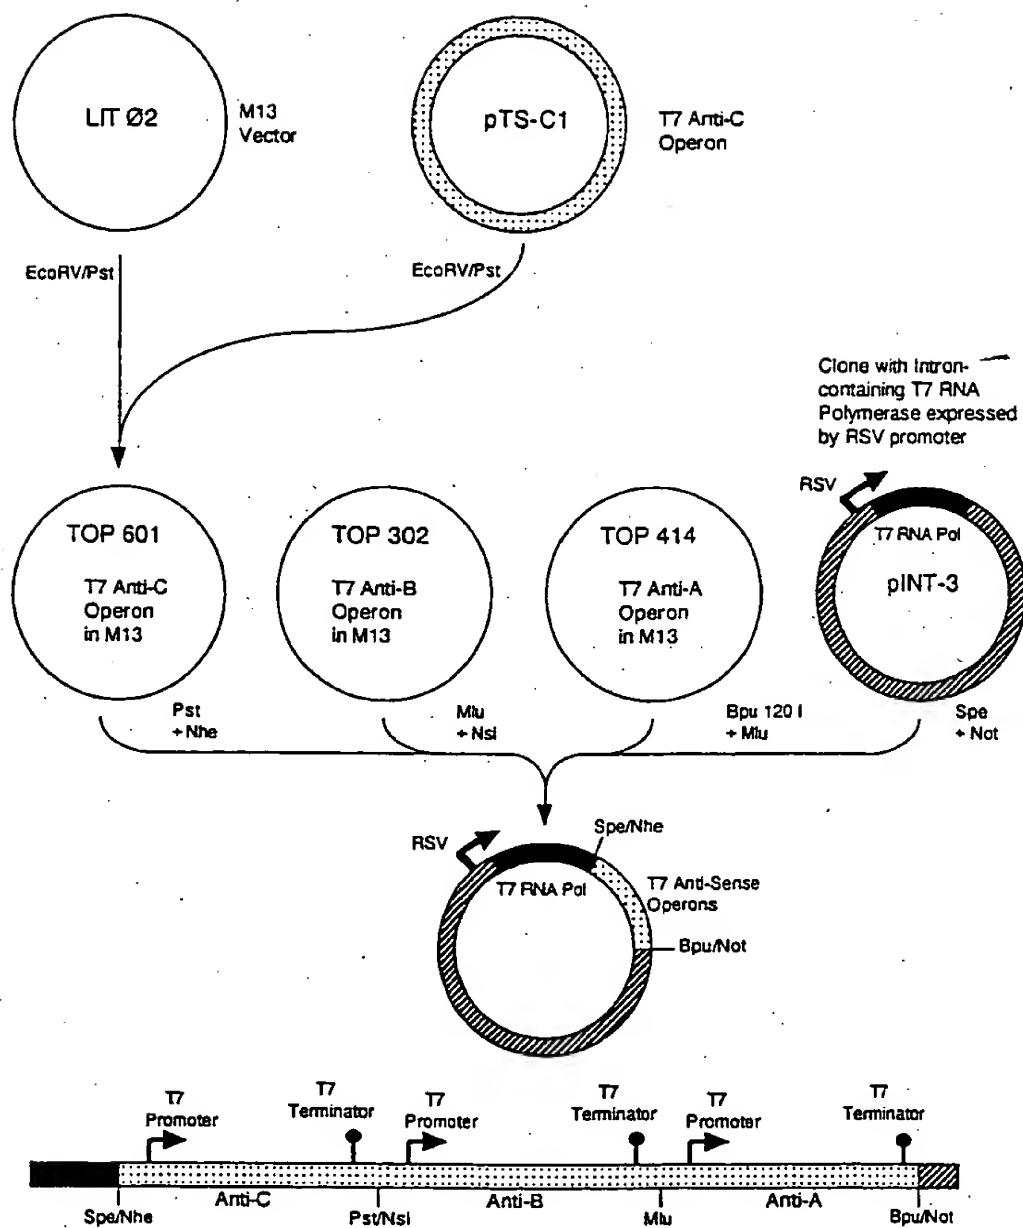 LIT Ø2
M13
Vector
pTS-C1
T7 Anti-C
Operon
EcoRV/Pst
EcoRV/Pst
Clone with Intron-
containing T7 RNA
Polymerase expressed
by RSV promoter
TOP 601
T7 Anti-C
Operon
in M13
TOP 302
T7 Anti-B
Operon
in M13
TOP 414
T7 Anti-A
Operon
in M13
RSV
T7 RNA Pol
pINT-3
Pst
+ Nhe
Mlu
+ NsI
Bpu 120 I
+ Mlu
Spe
+ Not
RSV
T7 RNA Pol
Spe/Nhe
T7 Anti-Sense
Operons
Bpu/Not
T7
Promoter
T7
Terminator
T7
Promoter
T7
Terminator
T7
Promoter
T7
Terminator
Anti-C
Anti-B
Anti-A
Spe/Nhe
Pst/NsI
Mlu
Bpu/Not